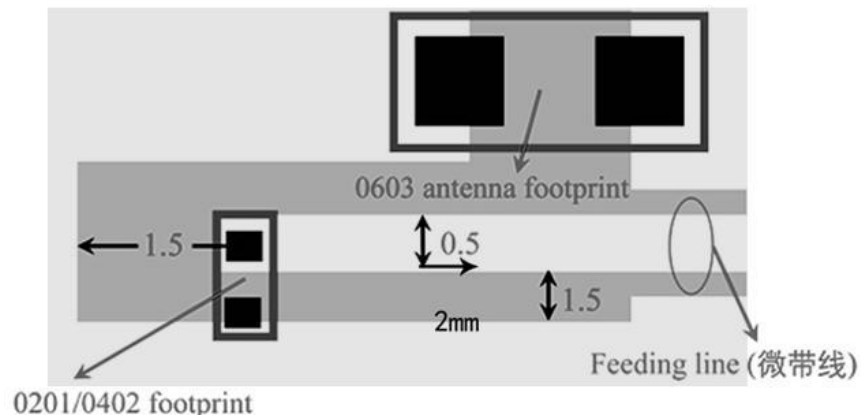 0603 antenna footprint
1.5
0.5
1.5
2mm
Feeding line (微带线)
0201/0402 footprint